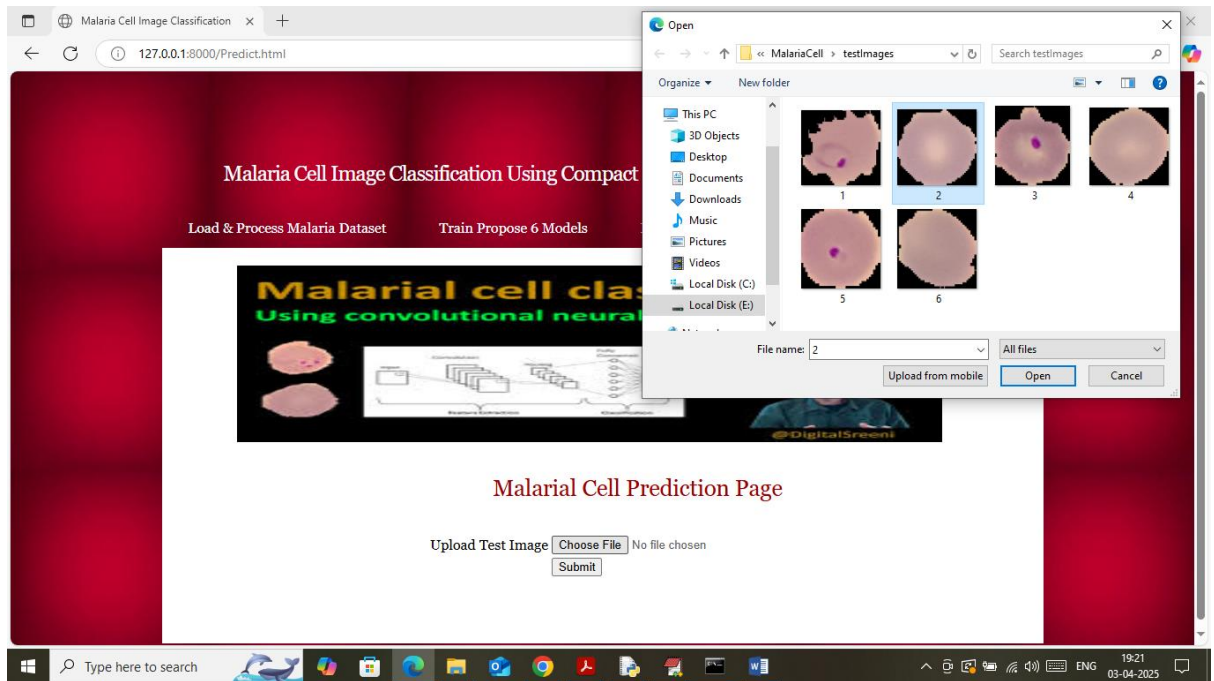 Malaria Cell Image Classification
127.0.0.1:8000/Predict.html
Malaria Cell Image Classification Using Compact
Load & Process Malaria Dataset Train Propose 6 Models
Malarial cell cla
Using convolutional neural
Feature Extraction Classification
@DigitalSreeni
Malarial Cell Prediction Page
Upload Test Image Choose File No file chosen
Submit
Open
« MalariaCell › testImages Search testImages
Organize New folder
This PC
3D Objects
Desktop
Documents
Downloads
Music
Pictures
Videos
Local Disk (C:)
Local Disk (E:)
1 2 3 4
5 6
File name: 2 All files
Upload from mobile Open Cancel
Type here to search
ENG 19:21
03-04-2025